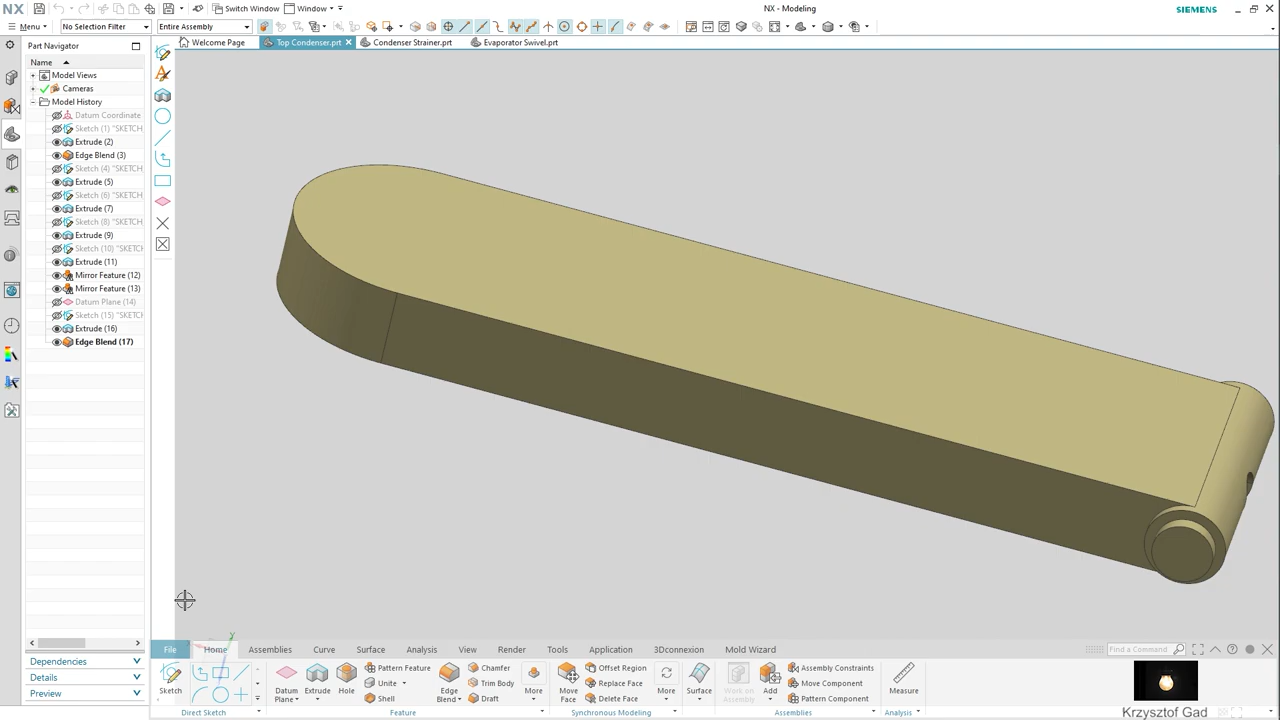 NX
Switch Window
Window
NX - Modeling
SIEMENS
Menu
No Selection Filter
Entire Assembly
Part Navigator
Welcome Page
Top Condenser.prt
Condenser Strainer.prt
Evaporator Swivel.prt
Name
Model Views
Cameras
Model History
Datum Coordinate
Sketch (1) "SKETCH
Extrude (2)
Edge Blend (3)
Sketch (4) "SKETCH
Extrude (5)
Sketch (6) "SKETCH
Extrude (7)
Sketch (8) "SKETCH
Extrude (9)
Sketch (10) "SKETC
Extrude (11)
Mirror Feature (12)
Mirror Feature (13)
Datum Plane (14)
Sketch (15) "SKETC
Extrude (16)
Edge Blend (17)
Dependencies
Details
Preview
y
File
Home
Assemblies
Curve
Surface
Analysis
View
Render
Tools
Application
3Dconnexion
Mold Wizard
Find a Command
Sketch
Datum Plane
Extrude
Hole
Pattern Feature
Unite
Shell
Edge Blend
Chamfer
Trim Body
Draft
More
Move Face
Offset Region
Replace Face
Delete Face
More
Surface
Work on Assembly
Add
Assembly Constraints
Move Component
Pattern Component
Measure
Direct Sketch
Feature
Synchronous Modeling
Assemblies
Analysis
Krzysztof Gad